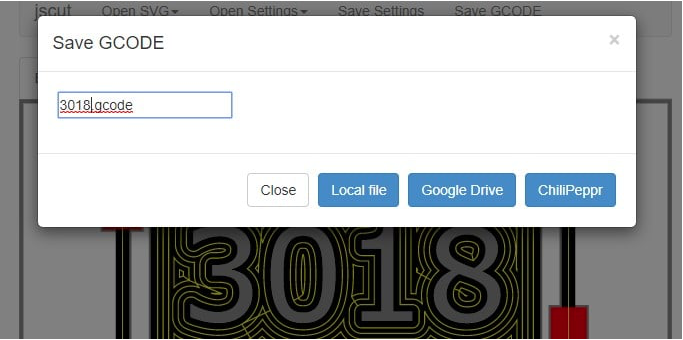 jscut Open SVG Open Settings Save Settings Save GCODE
Save GCODE ×
3018.gcode
Close Local file Google Drive ChiliPeppr
3018